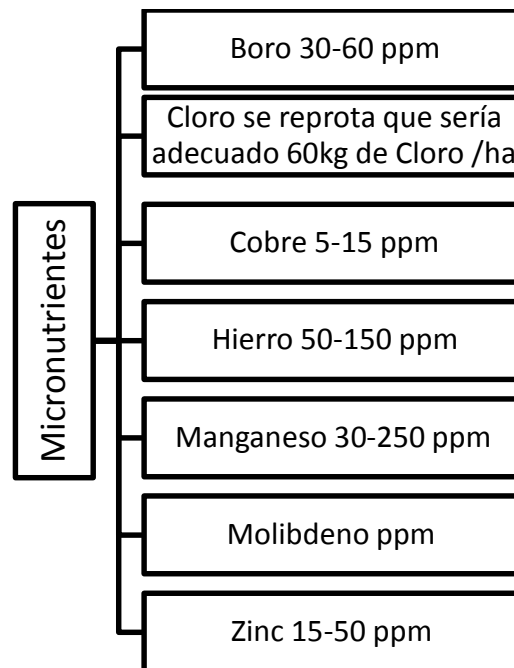 Micronutrientes
Boro 30-60 ppm
Cloro se reprota que sería
adecuado 60kg de Cloro /ha
Cobre 5-15 ppm
Hierro 50-150 ppm
Manganeso 30-250 ppm
Molibdeno ppm
Zinc 15-50 ppm